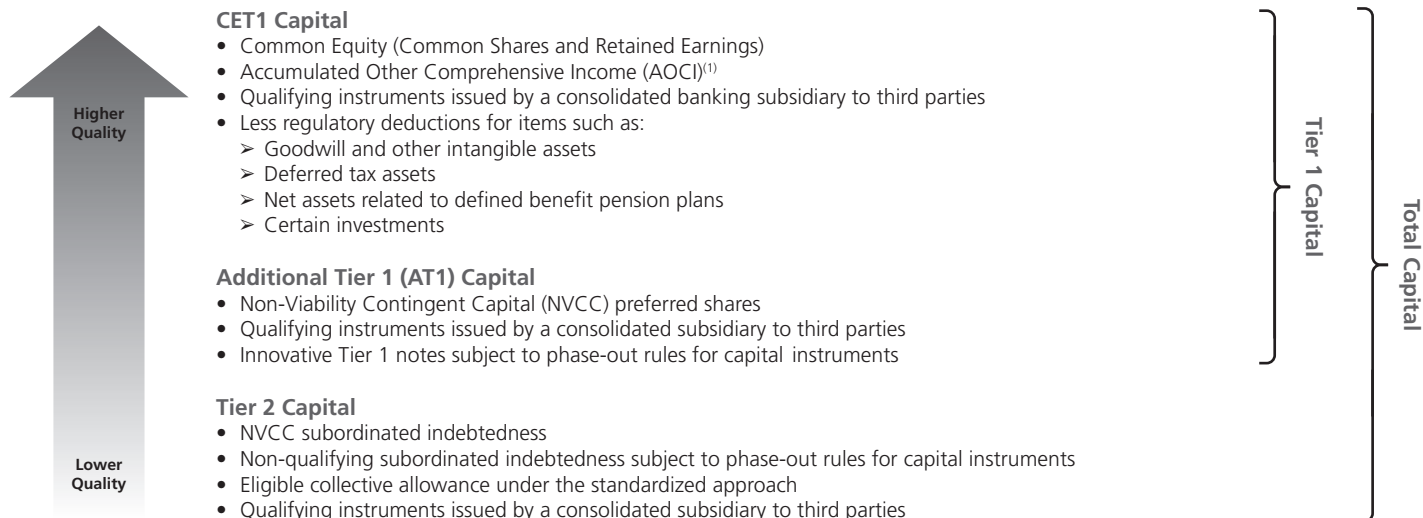 CET1 Capital
• Common Equity (Common Shares and Retained Earnings)
• Accumulated Other Comprehensive Income (AOCI)(1)
• Qualifying instruments issued by a consolidated banking subsidiary to third parties
• Less regulatory deductions for items such as:
➢ Goodwill and other intangible assets
➢ Deferred tax assets
➢ Net assets related to defined benefit pension plans
➢ Certain investments
Additional Tier 1 (AT1) Capital
• Non-Viability Contingent Capital (NVCC) preferred shares
• Qualifying instruments issued by a consolidated subsidiary to third parties
• Innovative Tier 1 notes subject to phase-out rules for capital instruments
Tier 2 Capital
• NVCC subordinated indebtedness
• Non-qualifying subordinated indebtedness subject to phase-out rules for capital instruments
• Eligible collective allowance under the standardized approach
• Qualifying instruments issued by a consolidated subsidiary to third parties
Higher
Quality
Lower
Quality
Tier 1 Capital
Total Capital